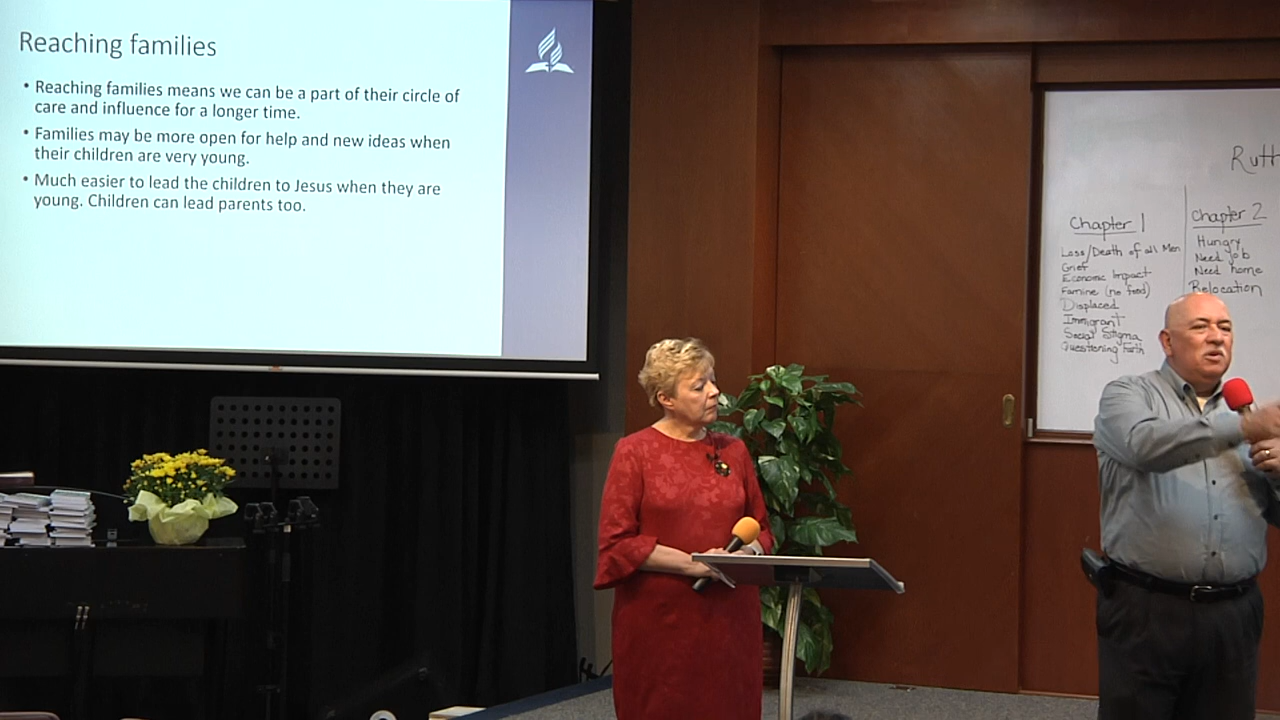 Reaching families
• Reaching families means we can be a part of their circle of
care and influence for a longer time.
• Families may be more open for help and new ideas when
their children are very young.
• Much easier to lead the children to Jesus when they are
young. Children can lead parents too.
Ruth
Chapter 1
Loss/Death of all Men
Grief
Economic Impact
Famine (no food)
Displaced
Immigrant
Social Stigma
Questioning Faith
Chapter 2
Hungry
Need job
Need home
Relocation